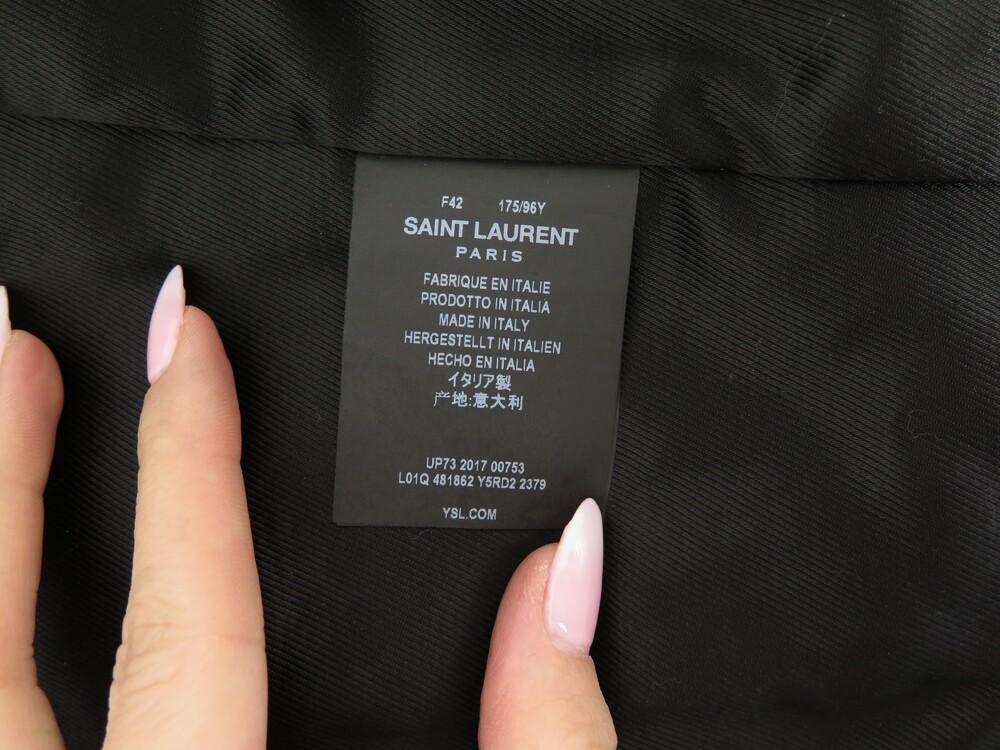 F42 175/96Y
SAINT LAURENT
PARIS
FABRIQUE EN ITALIE
PRODOTTO IN ITALIA
MADE IN ITALY
HERGESTELLT IN ITALIEN
HECHO EN ITALIA
イタリア製
产地:意大利
UP73 2017 00753
L01Q 481862 Y5RD2 2379
YSL.COM